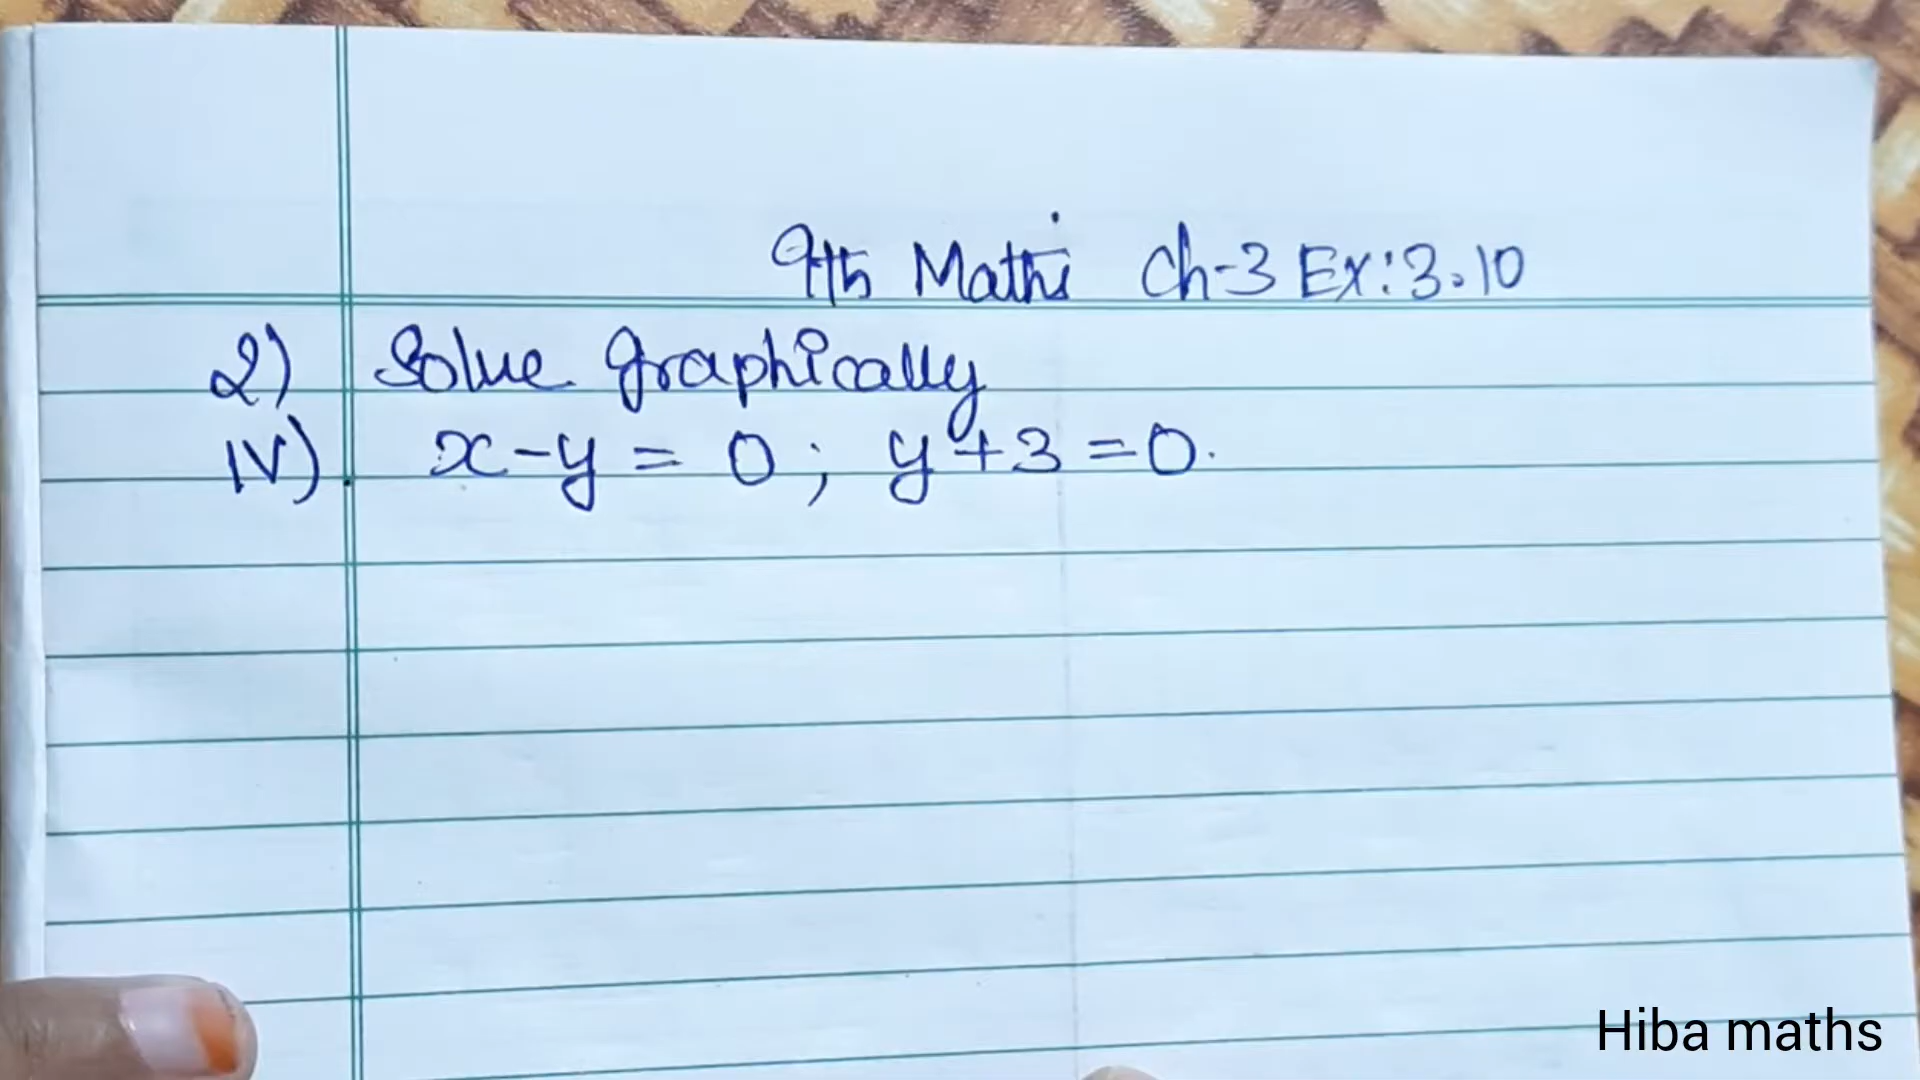 9th Maths Ch-3 Ex:3.10
2) Solve graphically
IV) x-y = 0; y+3=0.
Hiba maths